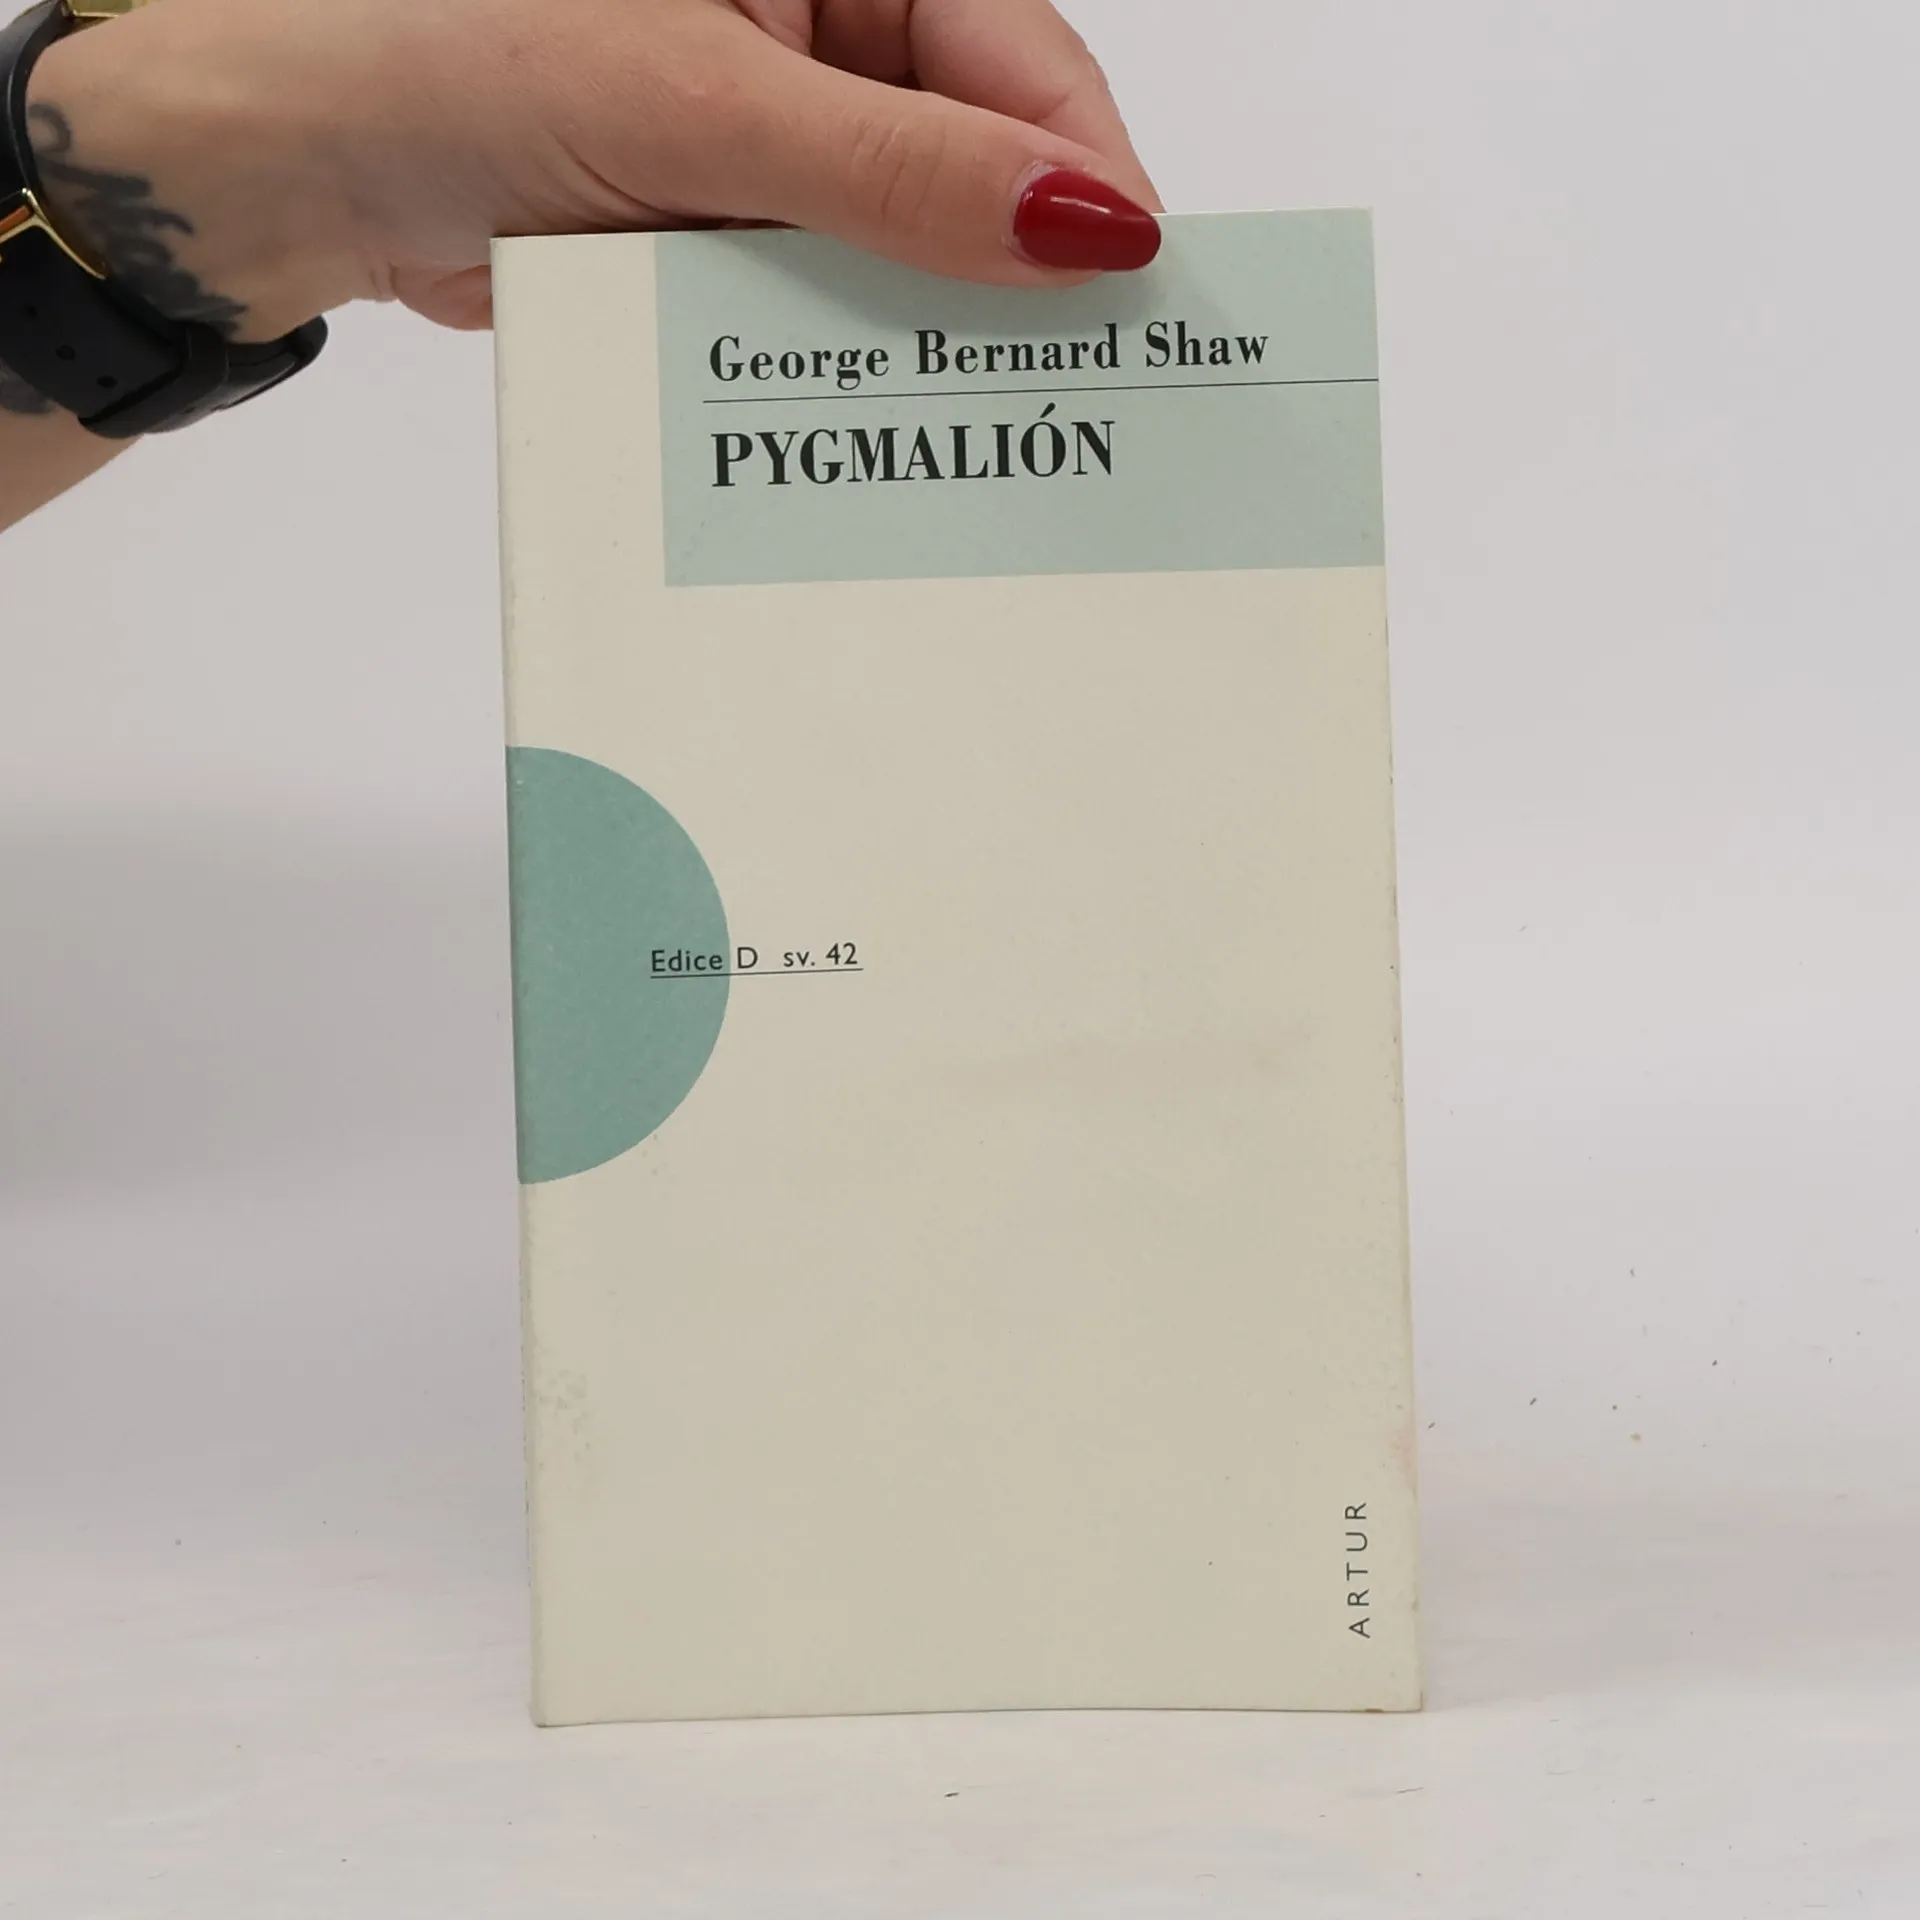 George Bernard Shaw
PYGMALIÓN
Edice D sv. 42
ARTUR